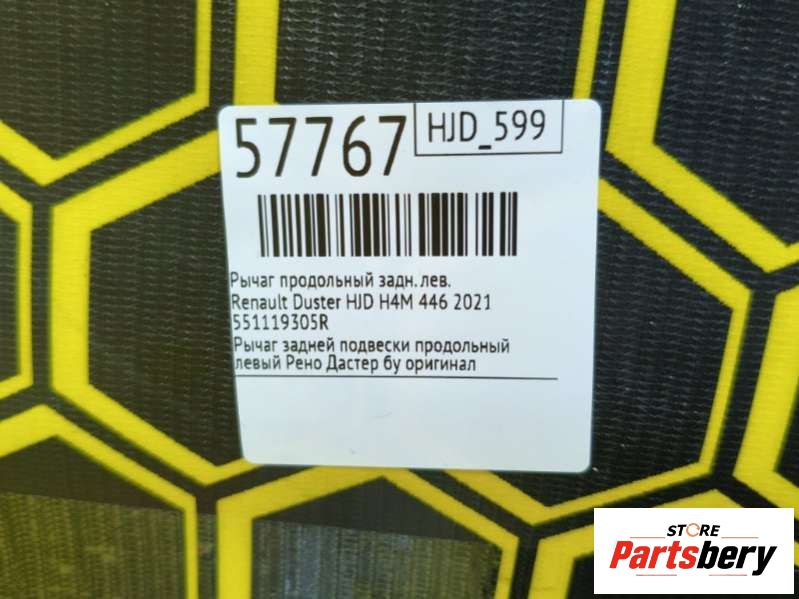 57767
HJD_599
Рычаг продольный задн. лев.
Renault Duster HJD H4M 446 2021
551119305R
Рычаг задней подвески продольный
левый Рено Дастер бу оригинал
STORE
Partsbery